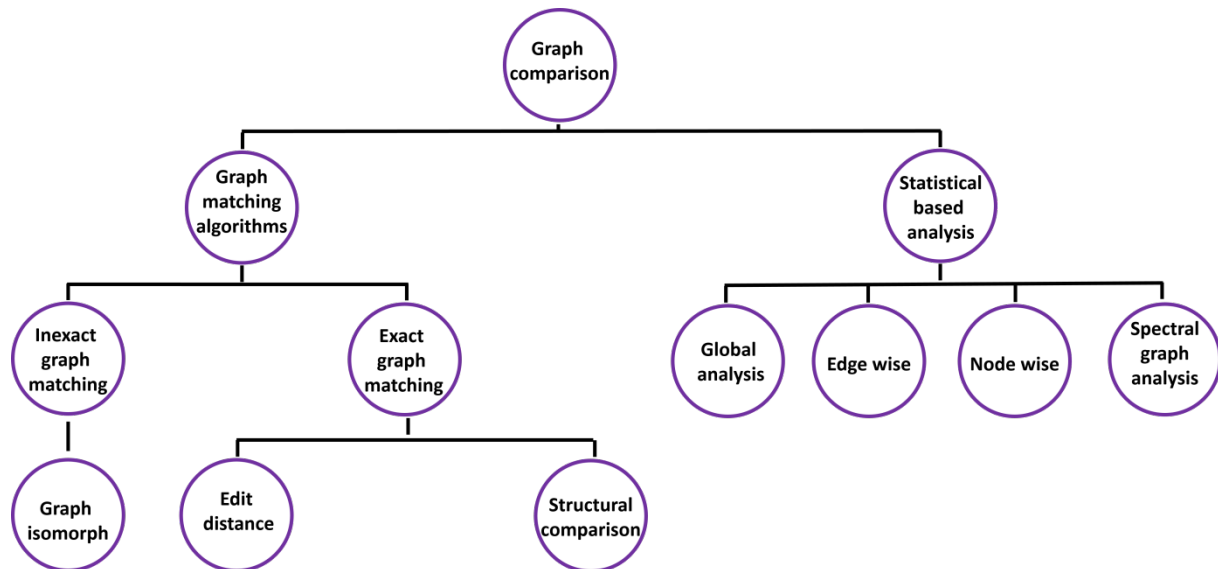 Graph
comparison
Graph
matching
algorithms
Statistical
based
analysis
Inexact
graph
matching
Exact
graph
matching
Global
analysis
Edge wise
Node wise
Spectral
graph
analysis
Graph
isomorph
Edit
distance
Structural
comparison